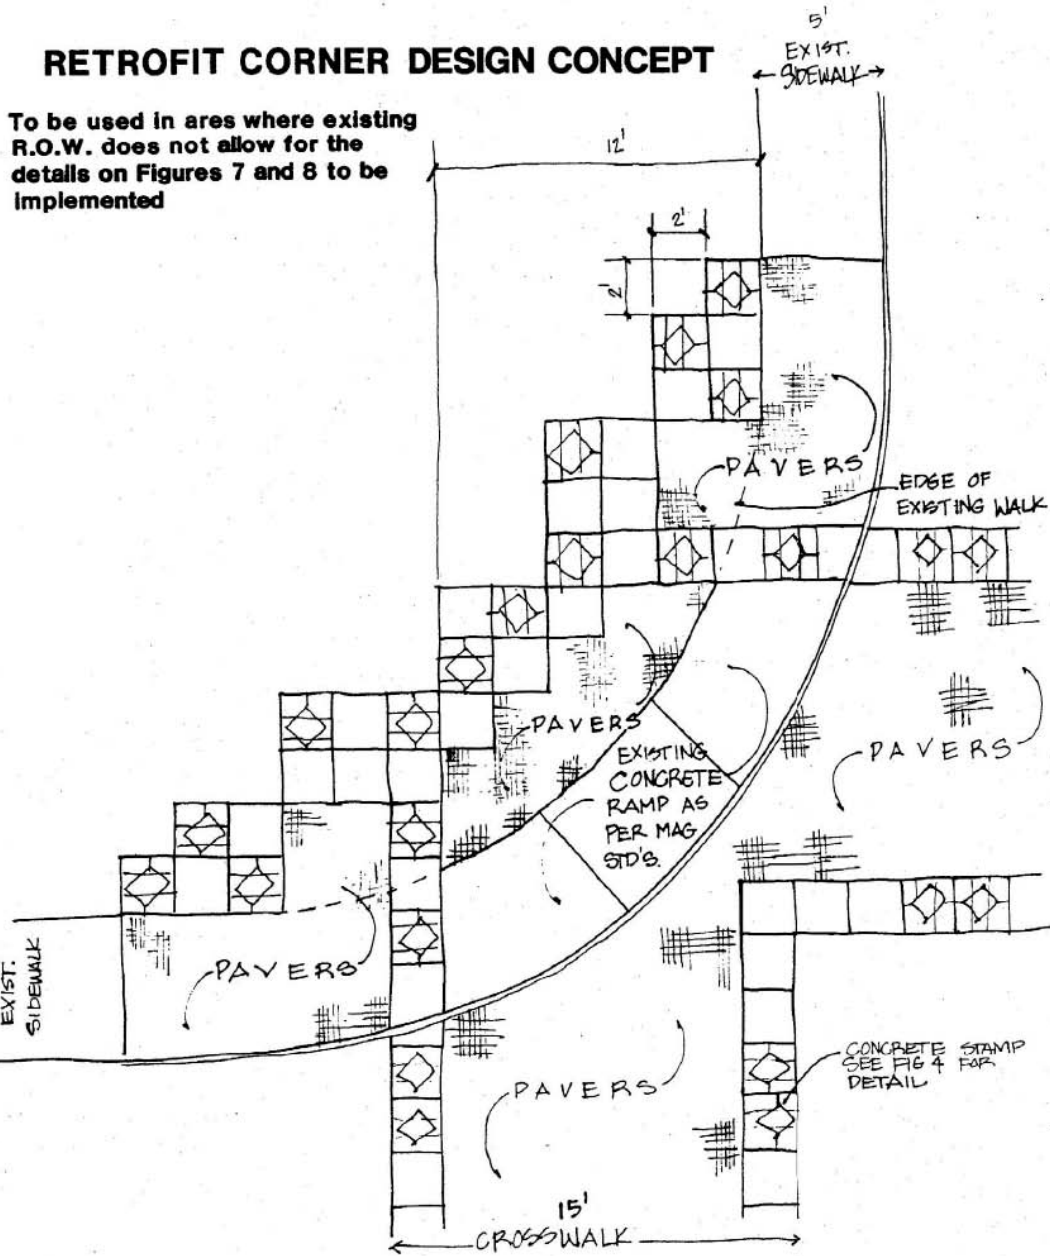 5'
EXIST.
SIDEWALK
RETROFIT CORNER DESIGN CONCEPT
To be used in ares where existing
R.O.W. does not allow for the
details on Figures 7 and 8 to be
implemented
12'
2'
2'
PAVERS
EDGE OF
EXISTING WALK
PAVERS
EXISTING
CONCRETE
RAMP AS
PER MAG
STD'S.
PAVERS
EXIST.
SIDEWALK
PAVERS
CONCRETE STAMP
SEE FIG 4 FOR
DETAIL
PAVERS
15'
CROSSWALK